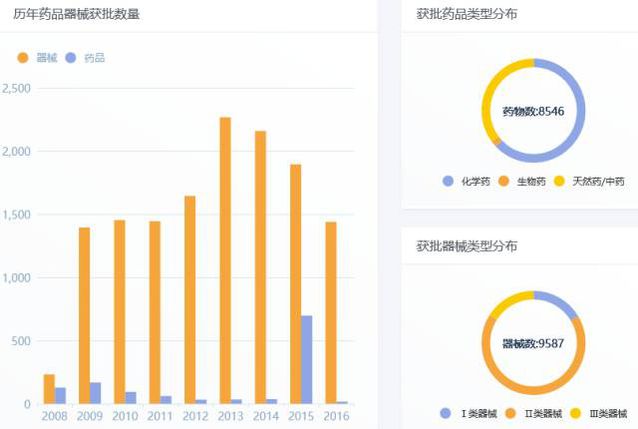 历年药品器械获批数量
器械 药品
2,500
2,000
1,500
1,000
500
0
2008 2009 2010 2011 2012 2013 2014 2015 2016
获批药品类型分布
药物数:8546
化学药 生物药 天然药/中药
获批器械类型分布
器械数:9587
I类器械 II类器械 III类器械